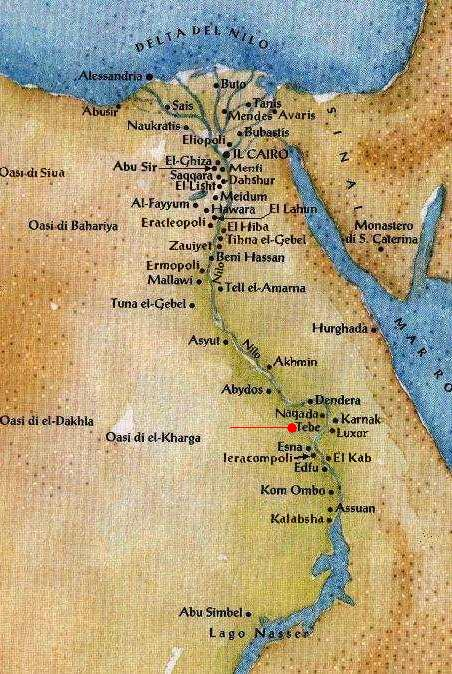 DELTA DEL NILO
Alessandria
Buto
Abusir
Sais
Tanis
Mendes
Avaris
Naukratis
Bubastis
Eliopoli
IL CAIRO
SINAI
El-Ghiza
Oasi di Siua
Abu Sir
Menfi
Saqqara
Dahshur
El-Lisht
Meidum
Al-Fayyum
Hawara
El Lahun
Oasi di Bahariya
Eracleopoli
El Hiba
Monastero
di S. Caterina
Zauiyet
Tihna el-Gebel
Beni Hassan
Ermopoli
Nilo
Mallawi
Tell el-Amarna
Tuna el-Gebel
Hurghada
MAR RO
Asyut
Nilo
Akhmin
Abydos
Dendera
Naqada
Karnak
Oasi di el-Dakhla
Tebe
Luxor
Oasi di el-Kharga
Esna
Ieracompoli
El Kab
Edfu
Kom Ombo
Assuan
Kalabsha
Abu Simbel
Lago Nasser